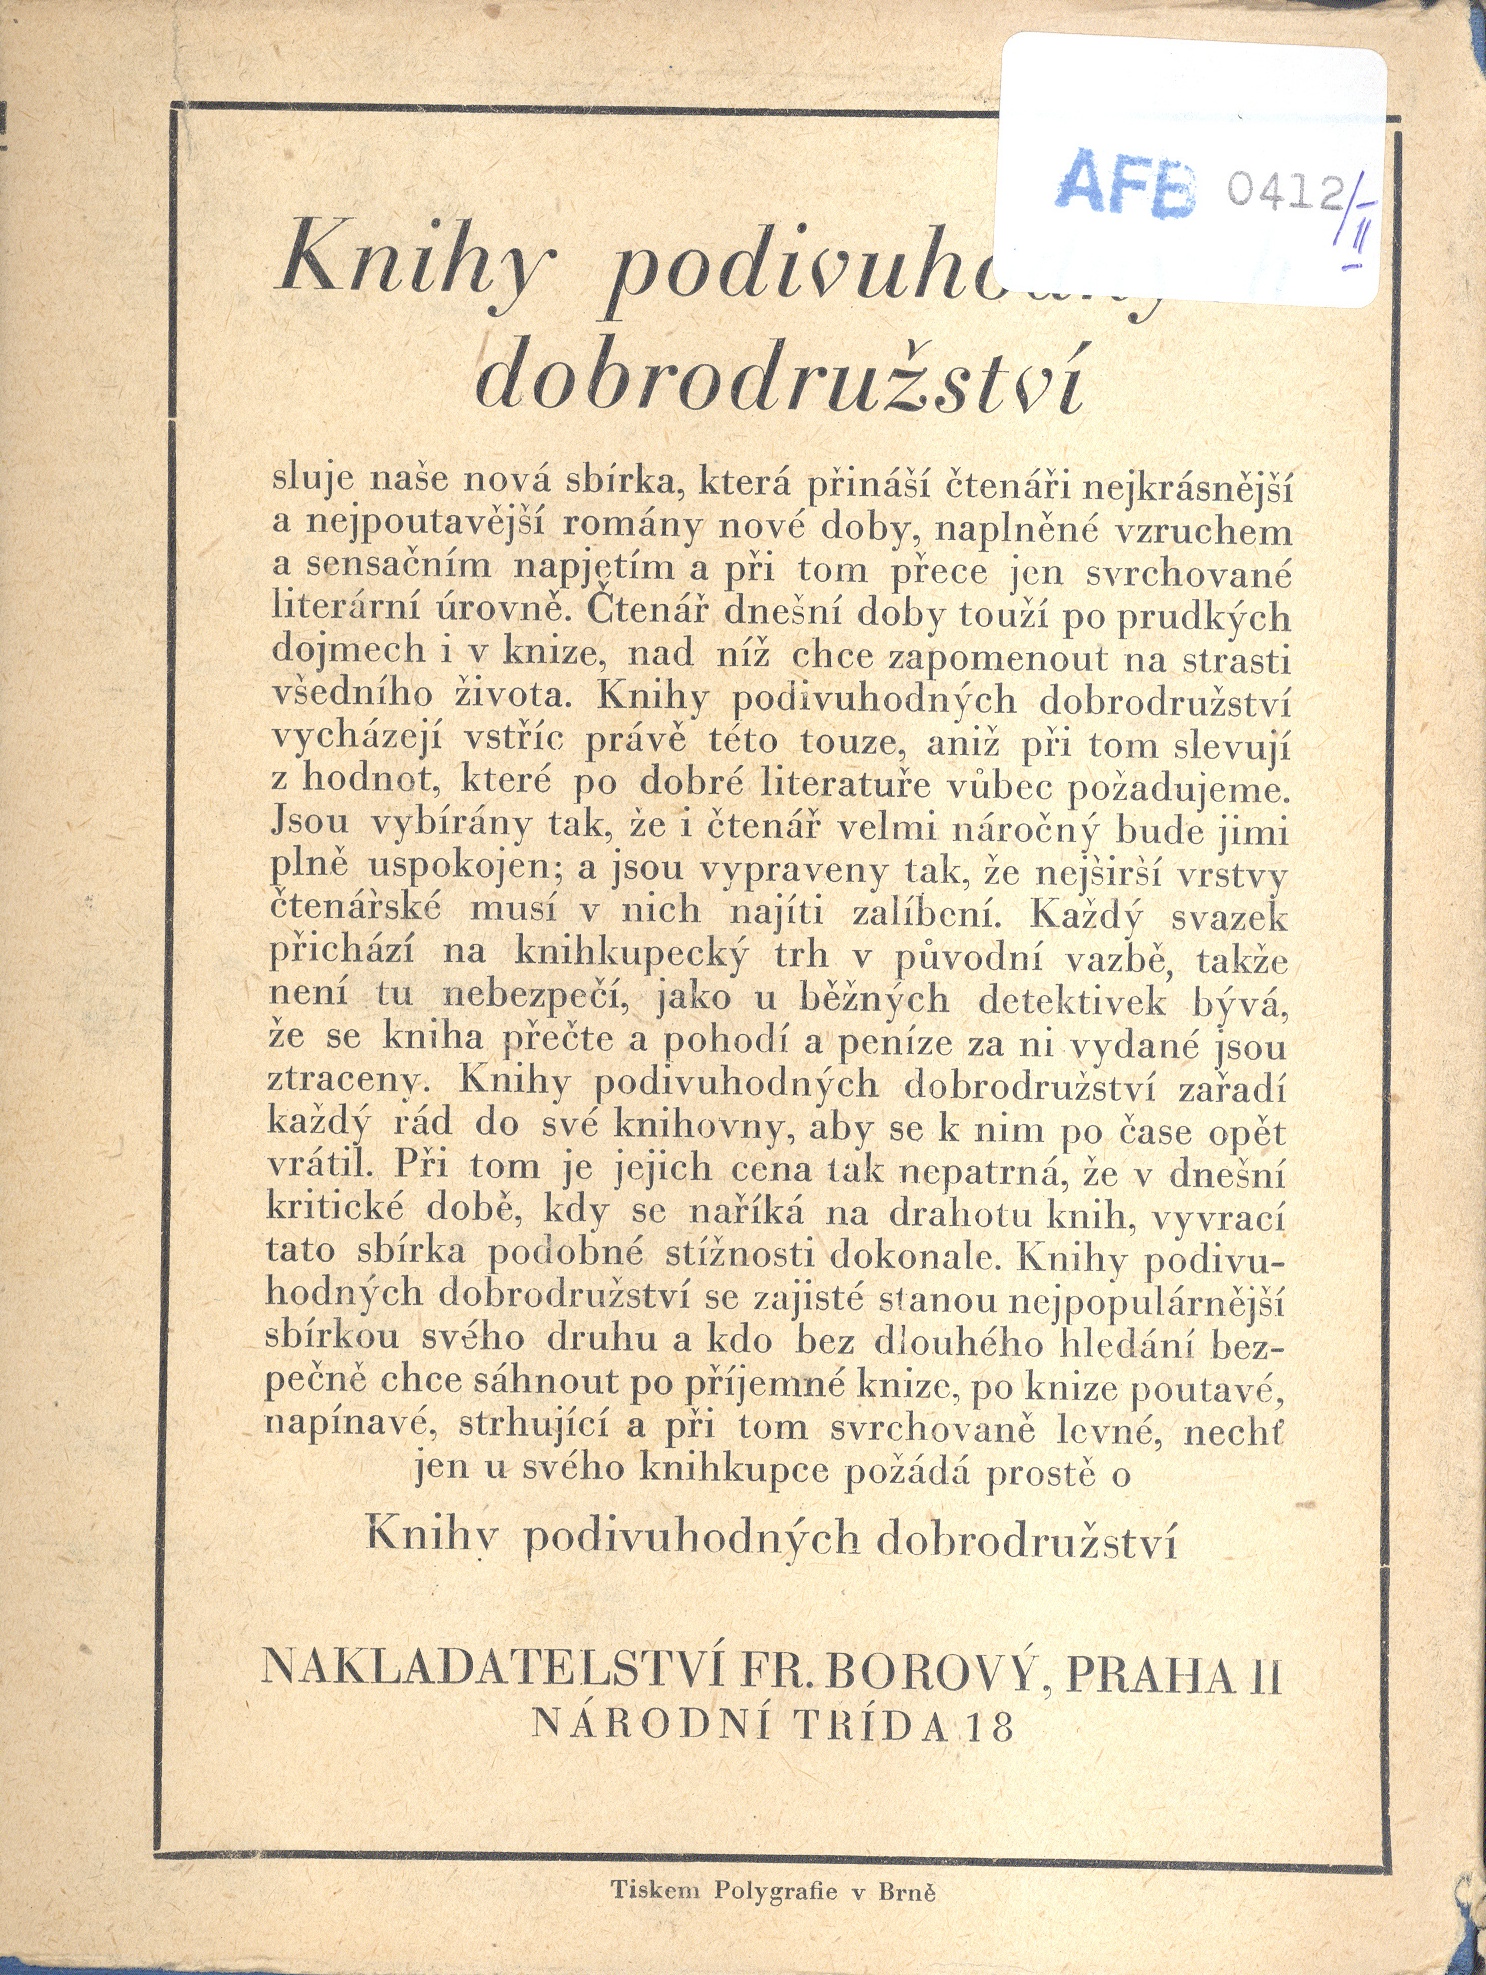 AFB 0412/I-II
Knihy
dobrodružství
sluje naše nová sbírka, která přináší čtenáři nejkrásnější
a nejpoutavější romány nové doby, naplněné vzruchem
a sensačním napjetím a při tom přece jen svrchované
literární úrovně. Čtenář dnešní doby touží po prudkých
dojmech i v knize, nad níž chce zapomenout na strasti
všedního života. Knihy podivuhodných dobrodružství
vycházejí vstříc právě této touze, aniž při tom slevují
z hodnot, které po dobré literatuře vůbec požadujeme.
Jsou vybírány tak, že i čtenář velmi náročný bude jimi
plně uspokojen; a jsou vypraveny tak, že nejširší vrstvy
čtenářské musí v nich najíti zalíbení. Každý svazek
přichází na knihkupecký trh v původní vazbě, takže
není tu nebezpečí, jako u běžných detektivek bývá,
že se kniha přečte a pohodí a peníze za ni vydané jsou
ztraceny. Knihy podivuhodných dobrodružství zařadí
každý rád do své knihovny, aby se k nim po čase opět
vrátil. Při tom je jejich cena tak nepatrná, že v dnešní
kritické době, kdy se naříká na drahotu knih, vyvrací
tato sbírka podobné stížnosti dokonale. Knihy podivu-
hodných dobrodružství se zajisté stanou nejpopulárnější
sbírkou svého druhu a kdo bez dlouhého hledání bez-
pečně chce sáhnout po příjemné knize, po knize poutavé,
napínavé, strhující a při tom svrchovaně levné, nechť
jen u svého knihkupce požádá prostě o
Knihy podivuhodných dobrodružství
NAKLADATELSTVÍ FR. BOROVÝ, PRAHA II
NÁRODNÍ TŘÍDA 18
Tiskem Polygrafie v Brně